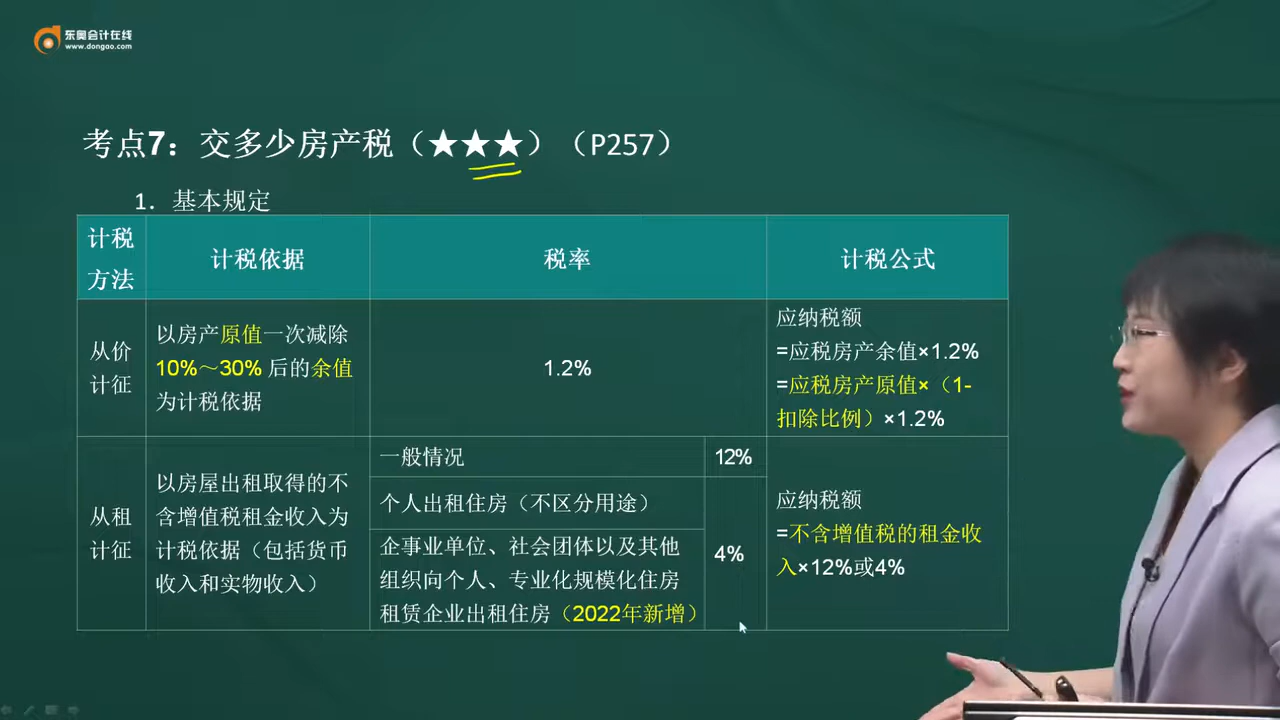 东奥会计在线
www.dongao.com
考点7：交多少房产税（★★★）（P257）
1．基本规定
计税
方法
计税依据
税率
计税公式
从价
计征
以房产原值一次减除
10%～30% 后的余值
为计税依据
1.2%
应纳税额
=应税房产余值×1.2%
=应税房产原值×（1-
扣除比例）×1.2%
从租
计征
以房屋出租取得的不
含增值税租金收入为
计税依据（包括货币
收入和实物收入）
一般情况
12%
个人出租住房（不区分用途）
企事业单位、社会团体以及其他
组织向个人、专业化规模化住房
租赁企业出租住房（2022年新增）
4%
应纳税额
=不含增值税的租金收
入×12%或4%